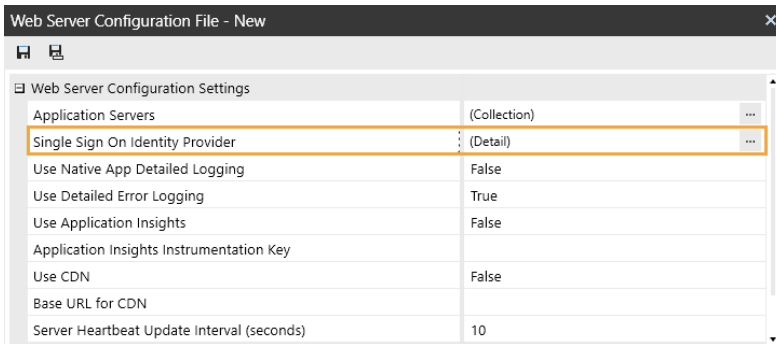 Web Server Configuration File - New
Web Server Configuration Settings
Application Servers (Collection) ...
Single Sign On Identity Provider (Detail) ...
Use Native App Detailed Logging False
Use Detailed Error Logging True
Use Application Insights False
Application Insights Instrumentation Key
Use CDN False
Base URL for CDN
Server Heartbeat Update Interval (seconds) 10